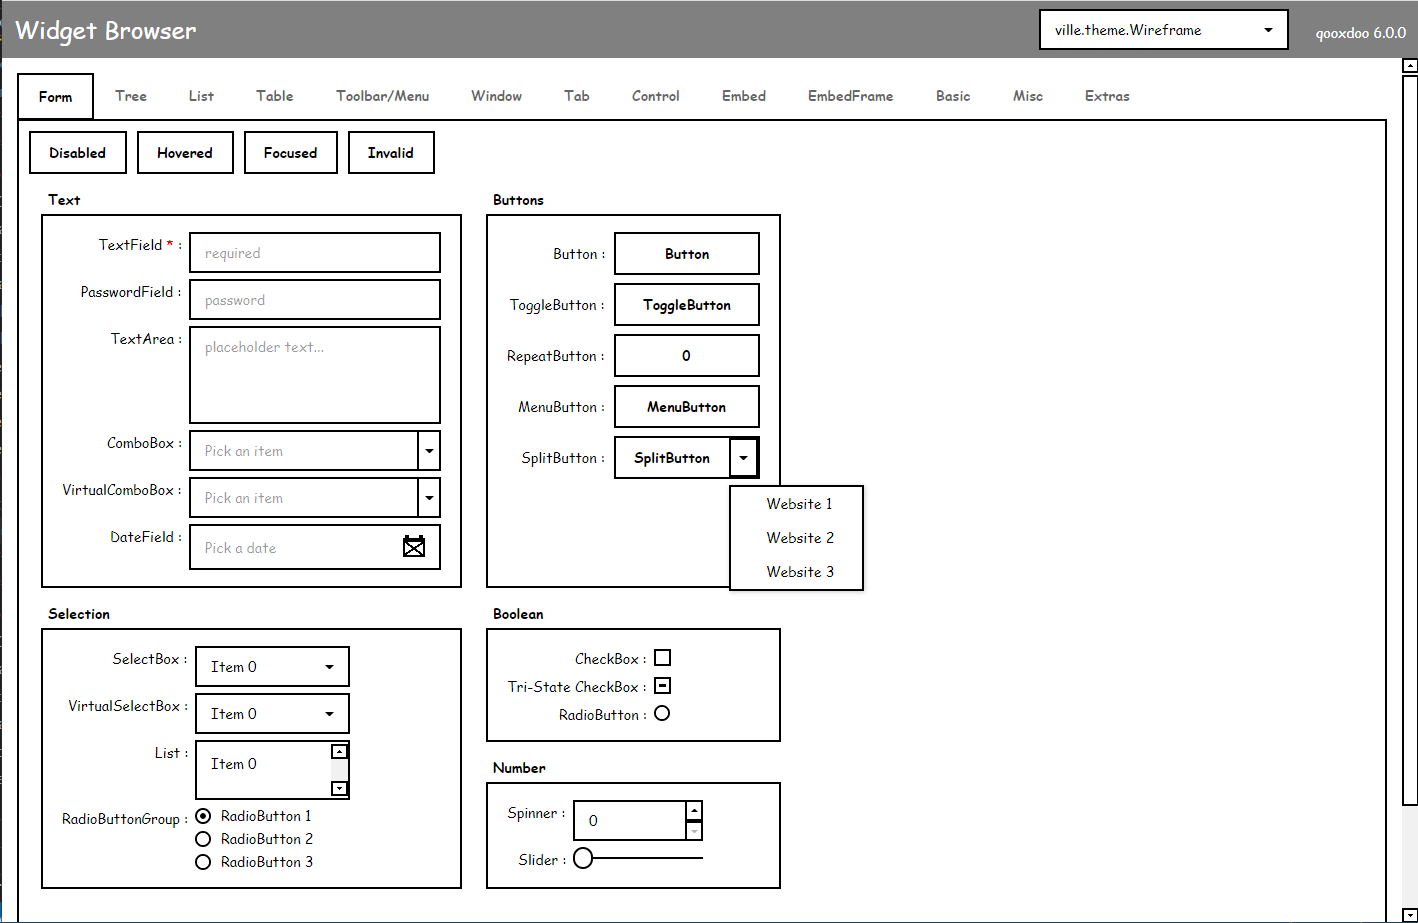 Widget Browser
ville.theme.Wireframe
qooxdoo 6.0.0
Form Tree List Table Toolbar/Menu Window Tab Control Embed EmbedFrame Basic Misc Extras
Disabled Hovered Focused Invalid
Text
TextField * : required
PasswordField : password
TextArea : placeholder text...
ComboBox : Pick an item
VirtualComboBox : Pick an item
DateField : Pick a date
Buttons
Button : Button
ToggleButton : ToggleButton
RepeatButton : 0
MenuButton : MenuButton
SplitButton : SplitButton
Website 1
Website 2
Website 3
Selection
SelectBox : Item 0
VirtualSelectBox : Item 0
List : Item 0
RadioButtonGroup : RadioButton 1
RadioButton 2
RadioButton 3
Boolean
CheckBox :
Tri-State CheckBox :
RadioButton :
Number
Spinner : 0
Slider :